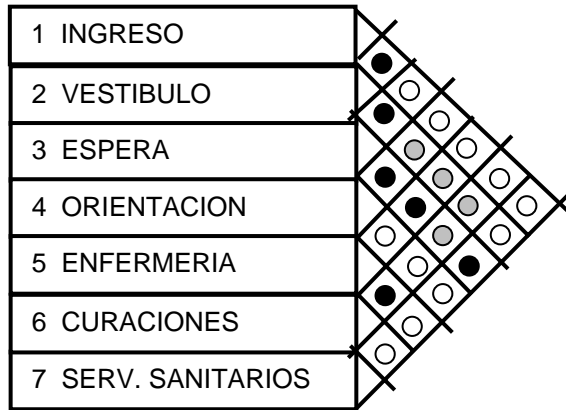 1 INGRESO
2 VESTIBULO
3 ESPERA
4 ORIENTACION
5 ENFERMERIA
6 CURACIONES
7 SERV. SANITARIOS